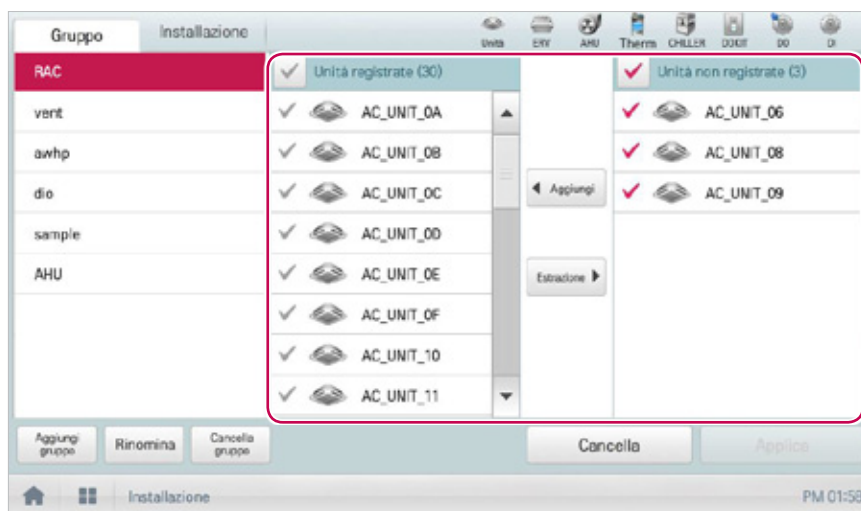 Gruppo
Installazione
Unità
ERV
AHU
Therm
CHILLER
DOKIT
DO
DI
RAC
vent
awhp
dio
sample
AHU
Unità registrate (30)
AC_UNIT_0A
AC_UNIT_0B
AC_UNIT_0C
AC_UNIT_0D
AC_UNIT_0E
AC_UNIT_0F
AC_UNIT_10
AC_UNIT_11
Aggiungi
Estrazione
Unità non registrate (3)
AC_UNIT_06
AC_UNIT_08
AC_UNIT_09
Aggiungi
gruppo
Rinomina
Cancella
gruppo
Cancella
Applica
Installazione
PM 01:58